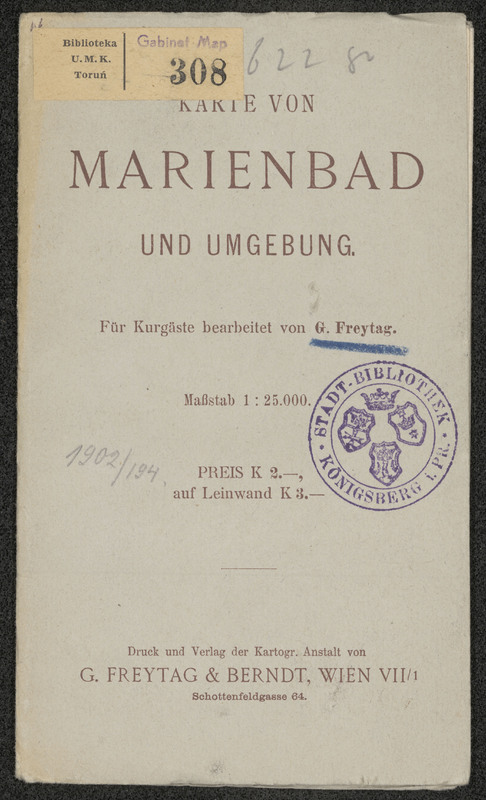 Biblioteka
U. M. K.
Toruń
Gabinet Map
308
622
KARTE VON
MARIENBAD
UND UMGEBUNG.
Für Kurgäste bearbeitet von G. Freytag.
Maßstab 1 : 25.000.
STADT-BIBLIOTHEK
KÖNIGSBERG I. PR.
1902/194.
PREIS K 2.—,
auf Leinwand K 3.—
Druck und Verlag der Kartogr. Anstalt von
G. FREYTAG & BERNDT, WIEN VII/1
Schottenfeldgasse 64.